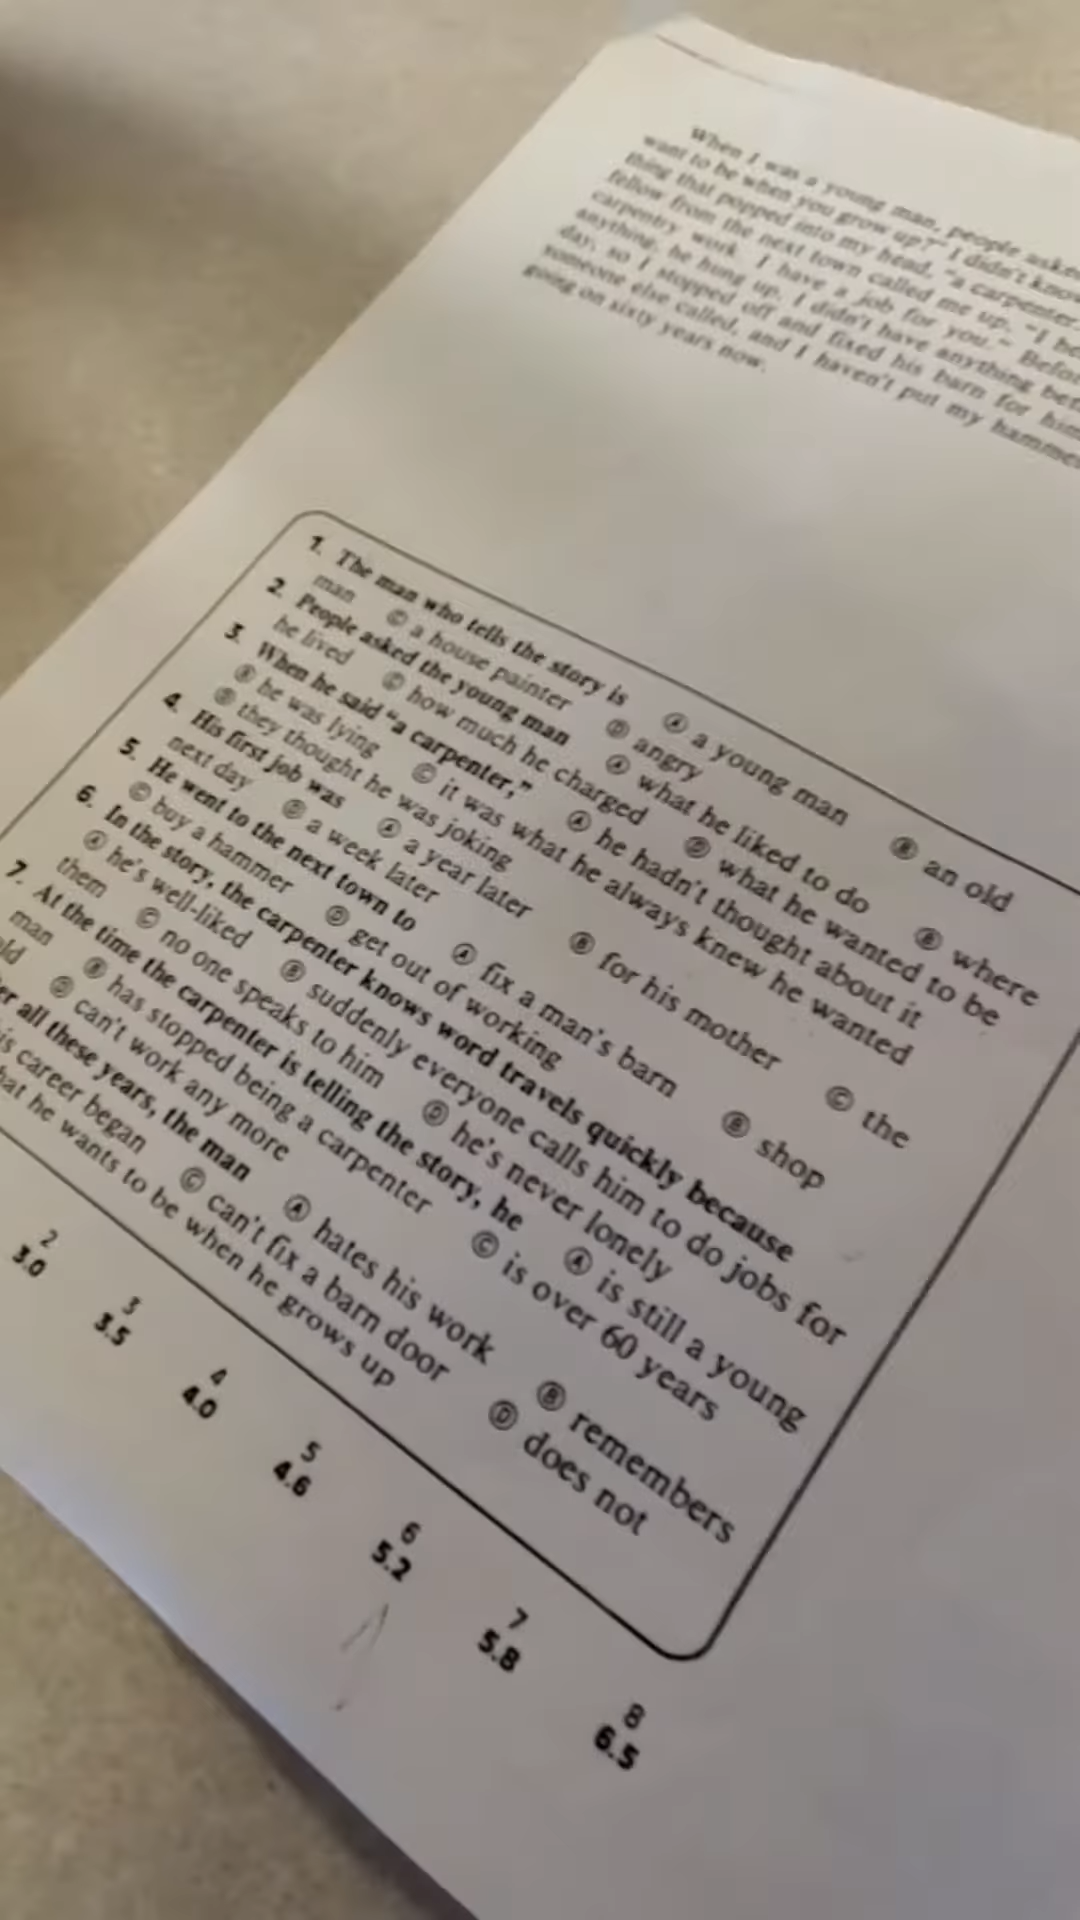 When I was a young man, people asked
want to be when you grow up?" I didn't know
thing that popped into my head, "a carpenter.
fellow from the next town called me up. "I
carpentry work. I have a job for you."
anything, he hung up. I didn't have anything
day, so I stopped off and fixed his barn for him
someone else called, and I haven't put my
going on sixty years now.
1. The man who tells the story is Ⓐ a young man Ⓑ an old
man Ⓒ a house painter Ⓓ angry
2. People asked the young man Ⓐ what he liked to do Ⓑ where
he lived Ⓒ how much he charged Ⓓ what he wanted to be
3. When he said "a carpenter," Ⓐ he hadn't thought about it
Ⓑ he was lying Ⓒ it was what he always knew he wanted
Ⓓ they thought he was joking
4. His first job was Ⓐ a year later Ⓑ for his mother Ⓒ the
next day Ⓓ a week later
5. He went to the next town to Ⓐ fix a man's barn Ⓑ shop
Ⓒ buy a hammer Ⓓ get out of working
6. In the story, the carpenter knows word travels quickly because
Ⓐ he's well-liked Ⓑ suddenly everyone calls him to do jobs for
them Ⓒ no one speaks to him Ⓓ he's never lonely
7. At the time the carpenter is telling the story, he Ⓐ is still a young
man Ⓑ has stopped being a carpenter Ⓒ is over 60 years
old Ⓓ can't work any more
all these years, the man Ⓐ hates his work Ⓑ remembers
career began Ⓒ can't fix a barn door Ⓓ does not
he wants to be when he grows up
2 3 4 5 6 7 8
3.0 3.5 4.0 4.6 5.2 5.8 6.5